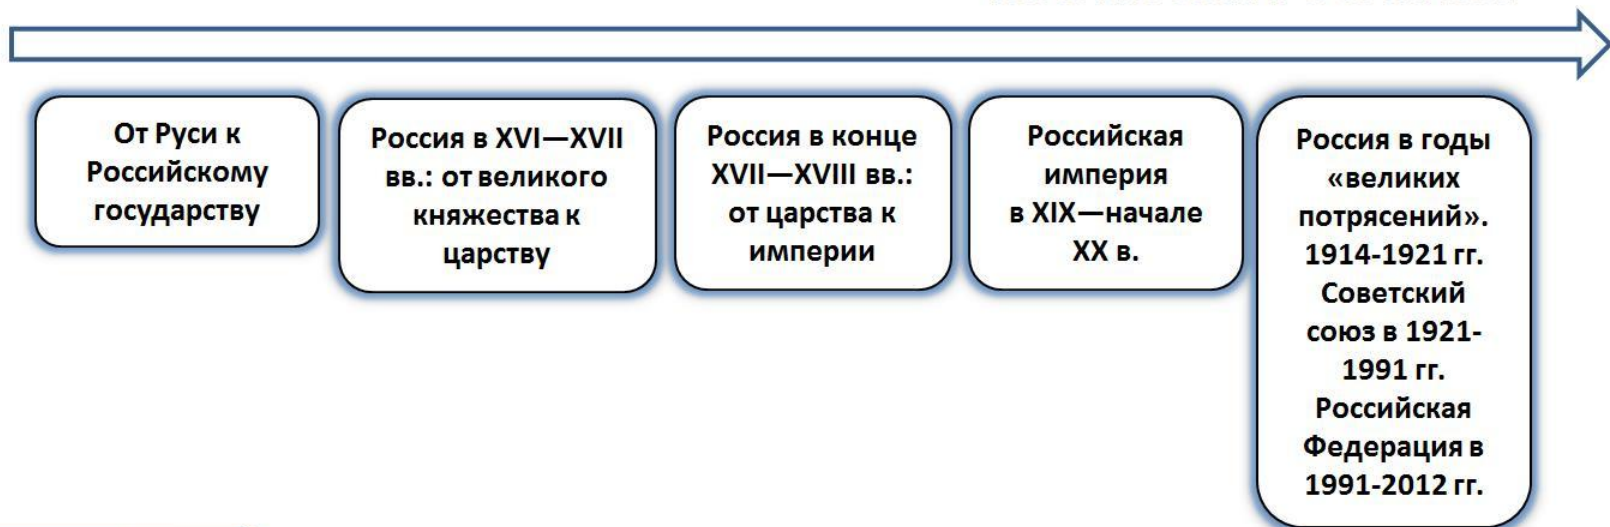 От Руси к
Российскому
государству
Россия в XVI—XVII
вв.: от великого
княжества к
царству
Россия в конце
XVII—XVIII вв.:
от царства к
империи
Российская
империя
в XIX—начале
XX в.
Россия в годы
«великих
потрясений».
1914-1921 гг.
Советский
союз в 1921-
1991 гг.
Российская
Федерация в
1991-2012 гг.